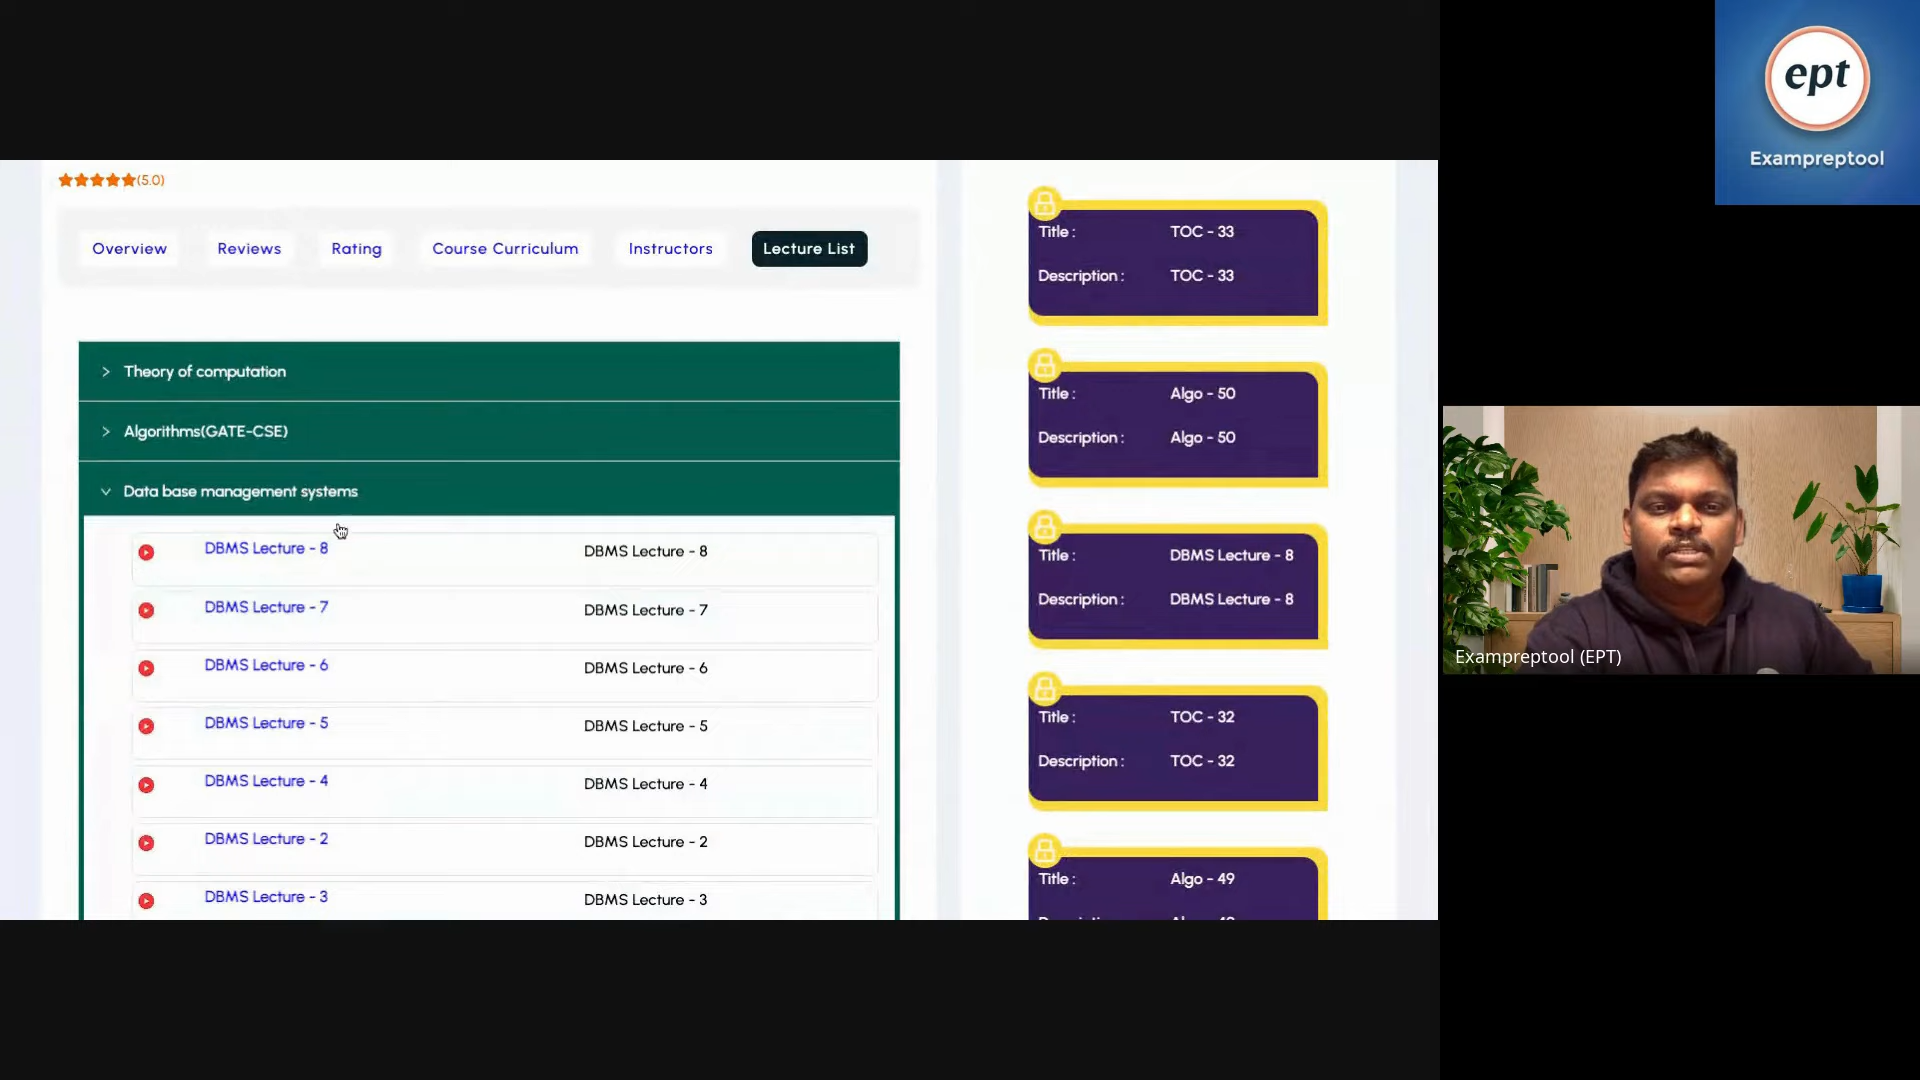 (5.0)
Overview Reviews Rating Course Curriculum Instructors Lecture List
> Theory of computation
> Algorithms(GATE-CSE)
Data base management systems
DBMS Lecture - 8 DBMS Lecture - 8
DBMS Lecture - 7 DBMS Lecture - 7
DBMS Lecture - 6 DBMS Lecture - 6
DBMS Lecture - 5 DBMS Lecture - 5
DBMS Lecture - 4 DBMS Lecture - 4
DBMS Lecture - 2 DBMS Lecture - 2
DBMS Lecture - 3 DBMS Lecture - 3
Title : TOC - 33
Description : TOC - 33
Title : Algo - 50
Description : Algo - 50
Title : DBMS Lecture - 8
Description : DBMS Lecture - 8
Title : TOC - 32
Description : TOC - 32
Title : Algo - 49
ept
Exampreptool
Exampreptool (EPT)